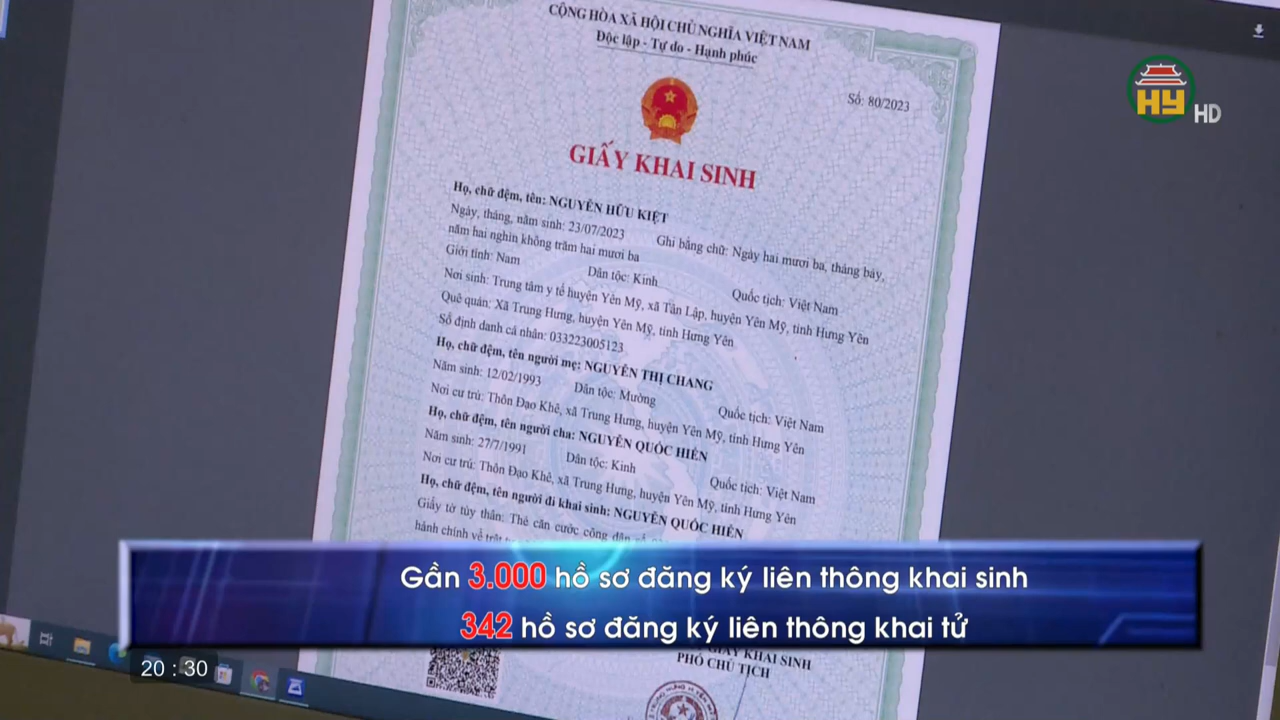 CỘNG HÒA XÃ HỘI CHỦ NGHĨA VIỆT NAM
Độc lập - Tự do - Hạnh phúc
HY HD
Số: 80/2023
GIẤY KHAI SINH
Họ, chữ đệm, tên: NGUYỄN HỮU KIỆT
Ngày, tháng, năm sinh: 23/07/2023 Ghi bằng chữ: Ngày hai mươi ba, tháng bảy,
năm hai nghìn không trăm hai mươi ba
Giới tính: Nam Dân tộc: Kinh Quốc tịch: Việt Nam
Nơi sinh: Trung tâm y tế huyện Yên Mỹ, xã Tân Lập, huyện Yên Mỹ, tỉnh Hưng Yên
Quê quán: Xã Trung Hưng, huyện Yên Mỹ, tỉnh Hưng Yên
Số định danh cá nhân: 033223005123
Họ, chữ đệm, tên người mẹ: NGUYỄN THỊ CHANG
Năm sinh: 12/02/1993 Dân tộc: Mường Quốc tịch: Việt Nam
Nơi cư trú: Thôn Đạo Khê, xã Trung Hưng, huyện Yên Mỹ, tỉnh Hưng Yên
Họ, chữ đệm, tên người cha: NGUYỄN QUỐC HIỂN
Năm sinh: 27/7/1991 Dân tộc: Kinh Quốc tịch: Việt Nam
Nơi cư trú: Thôn Đạo Khê, xã Trung Hưng, huyện Yên Mỹ, tỉnh Hưng Yên
Họ, chữ đệm, tên người đi khai sinh: NGUYỄN QUỐC HIỂN
Giấy tờ tùy thân: Thẻ căn cước công dân
hành chính về trật
Gần 3.000 hồ sơ đăng ký liên thông khai sinh
342 hồ sơ đăng ký liên thông khai tử
GIẤY KHAI SINH
PHÓ CHỦ TỊCH
20 : 30